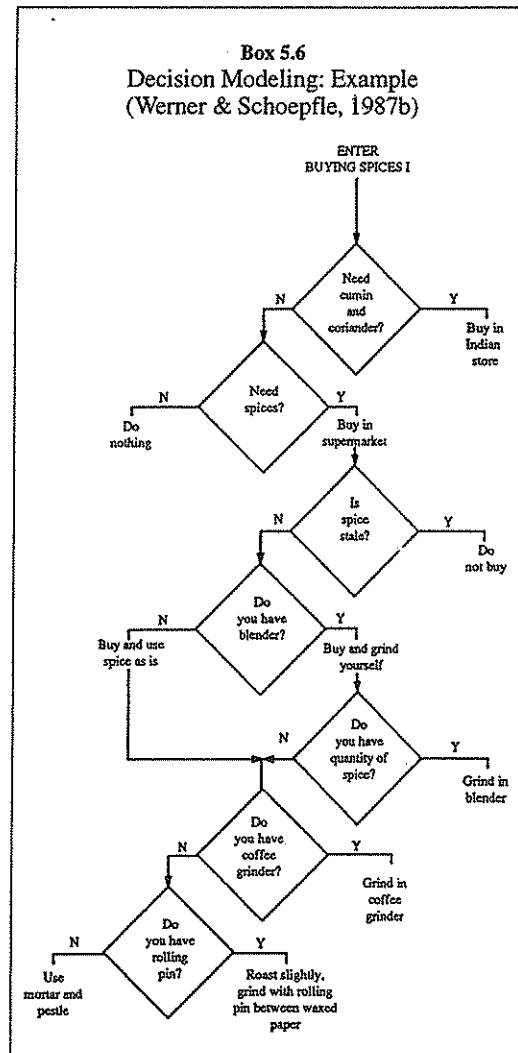 Box 5.6
Decision Modeling: Example
(Werner & Schoepfle, 1987b)
ENTER
BUYING SPICES I
Need
cumin
and
coriander?
N
Y
Buy in
Indian
store
Need
spices?
N
Y
Do
nothing
Buy in
supermarket
Is
spice
stale?
N
Y
Do
not buy
Do
you have
blender?
N
Y
Buy and use
spice as is
Buy and grind
yourself
Do
you have
quantity of
spice?
N
Y
Grind in
blender
Do
you have
coffee
grinder?
N
Y
Grind in
coffee
grinder
Do
you have
rolling
pin?
N
Y
Use
mortar and
pestle
Roast slightly,
grind with rolling
pin between waxed
paper